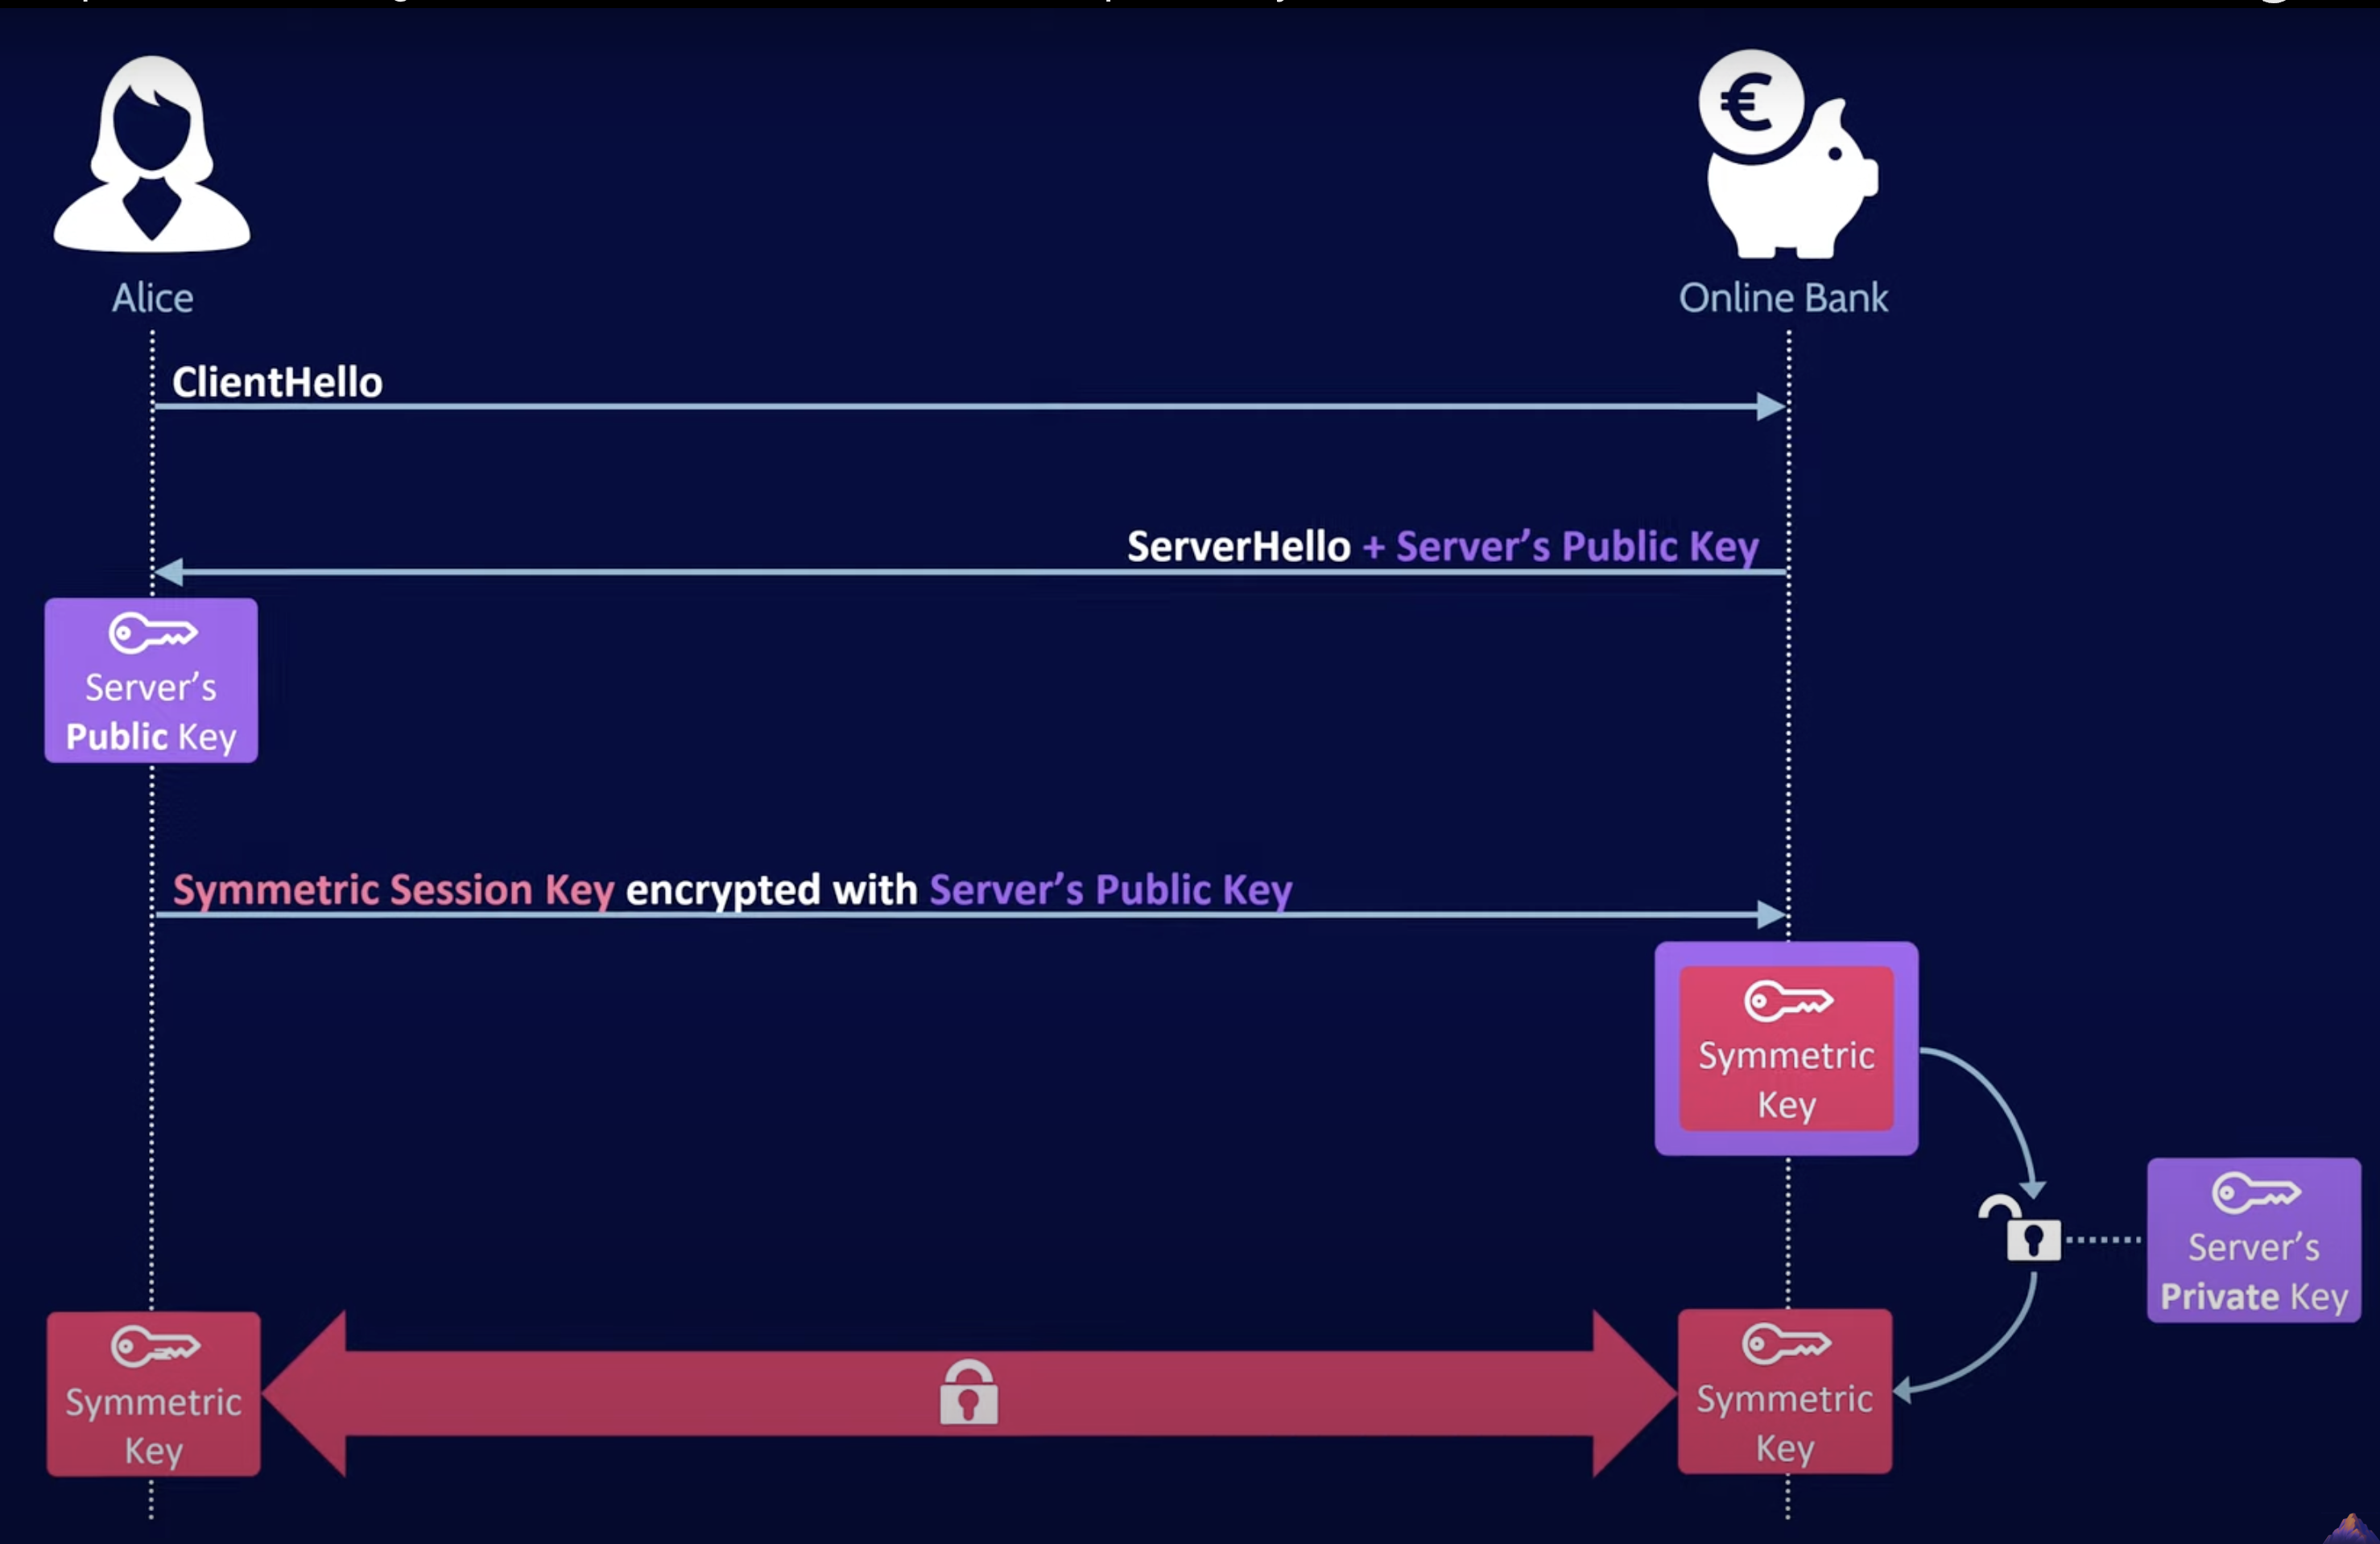 Alice
Online Bank
ClientHello
ServerHello + Server’s Public Key
Server’s
Public Key
Symmetric Session Key encrypted with Server’s Public Key
Symmetric
Key
Server’s
Private Key
Symmetric
Key
Symmetric
Key